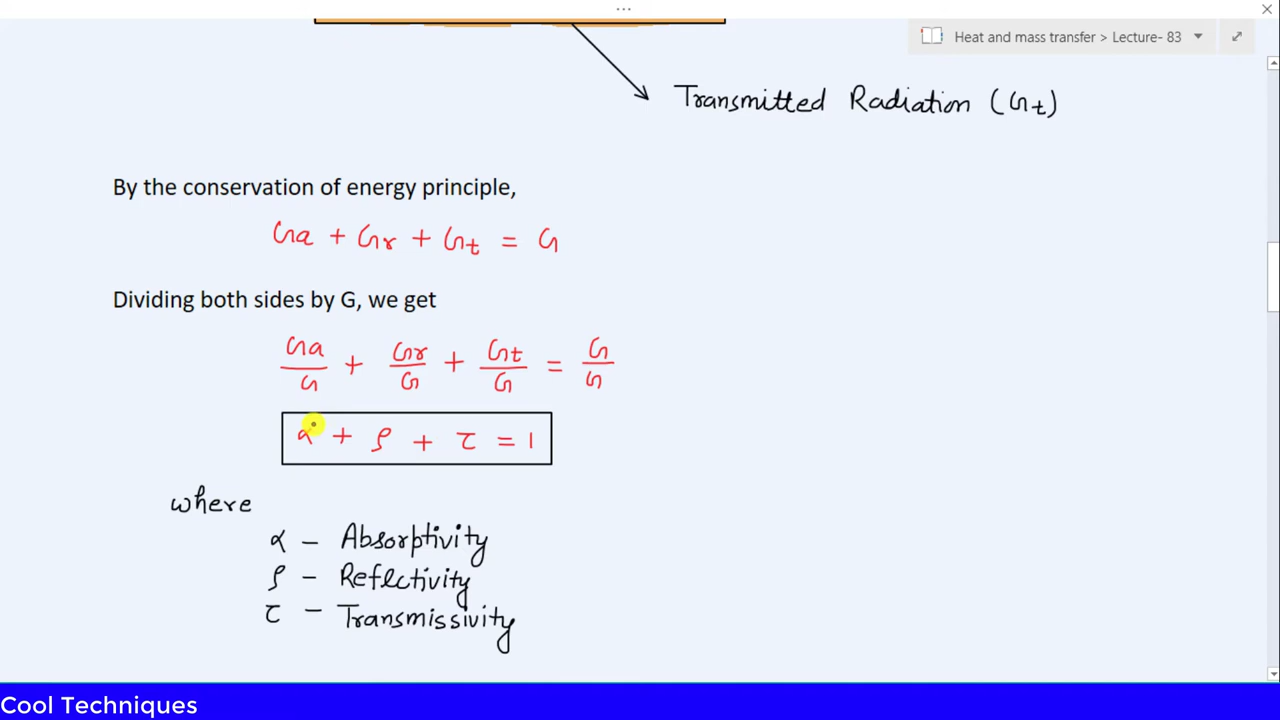 ...
Heat and mass transfer > Lecture- 83
Transmitted Radiation (Gt)
By the conservation of energy principle,
Ga + Gr + Gt = G
Dividing both sides by G, we get
Ga/G + Gr/G + Gt/G = G/G
α + ρ + τ = 1
where
α – Absorptivity
ρ – Reflectivity
τ – Transmissivity
Cool Techniques